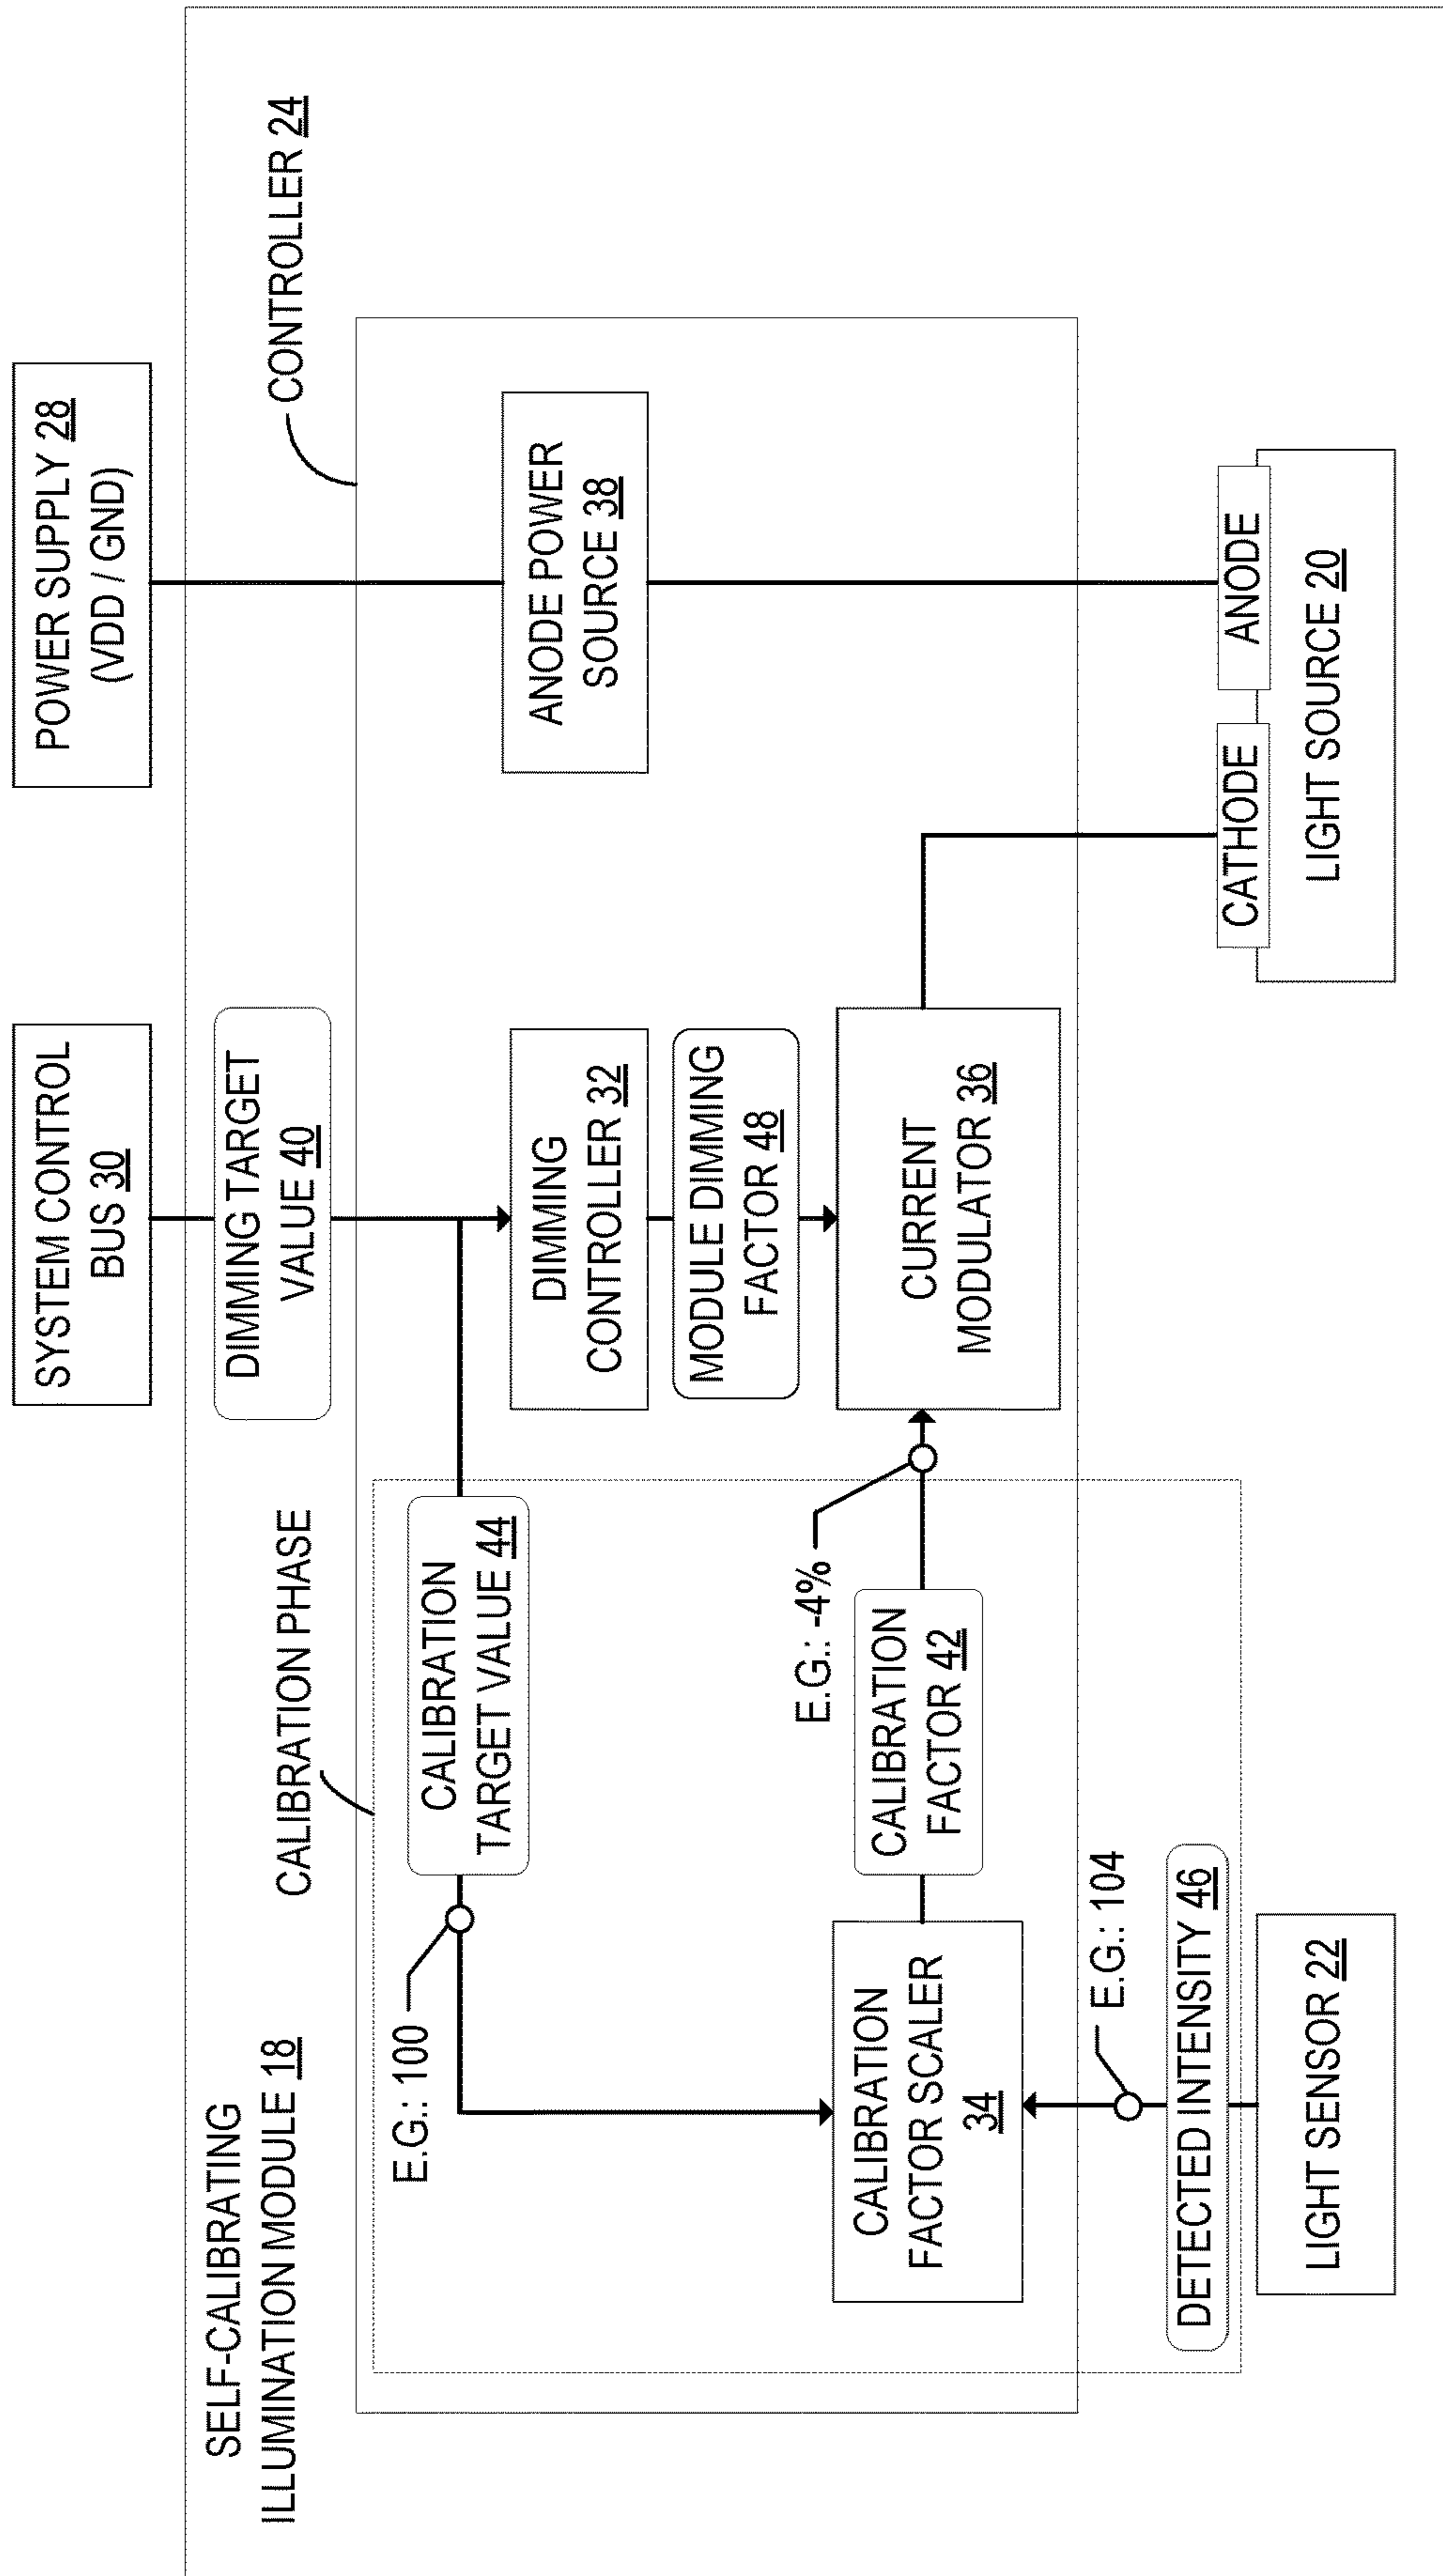 SELF-CALIBRATING
ILLUMINATION MODULE 18
SYSTEM CONTROL
BUS 30
POWER SUPPLY 28
(VDD / GND)
DIMMING TARGET
VALUE 40
CALIBRATION PHASE
CONTROLLER 24
E.G.: 100
CALIBRATION
TARGET VALUE 44
DIMMING
CONTROLLER 32
ANODE POWER
SOURCE 38
MODULE DIMMING
FACTOR 48
E.G.: -4%
CALIBRATION
FACTOR SCALER
34
CALIBRATION
FACTOR 42
CURRENT
MODULATOR 36
E.G.: 104
DETECTED INTENSITY 46
LIGHT SENSOR 22
CATHODE
ANODE
LIGHT SOURCE 20